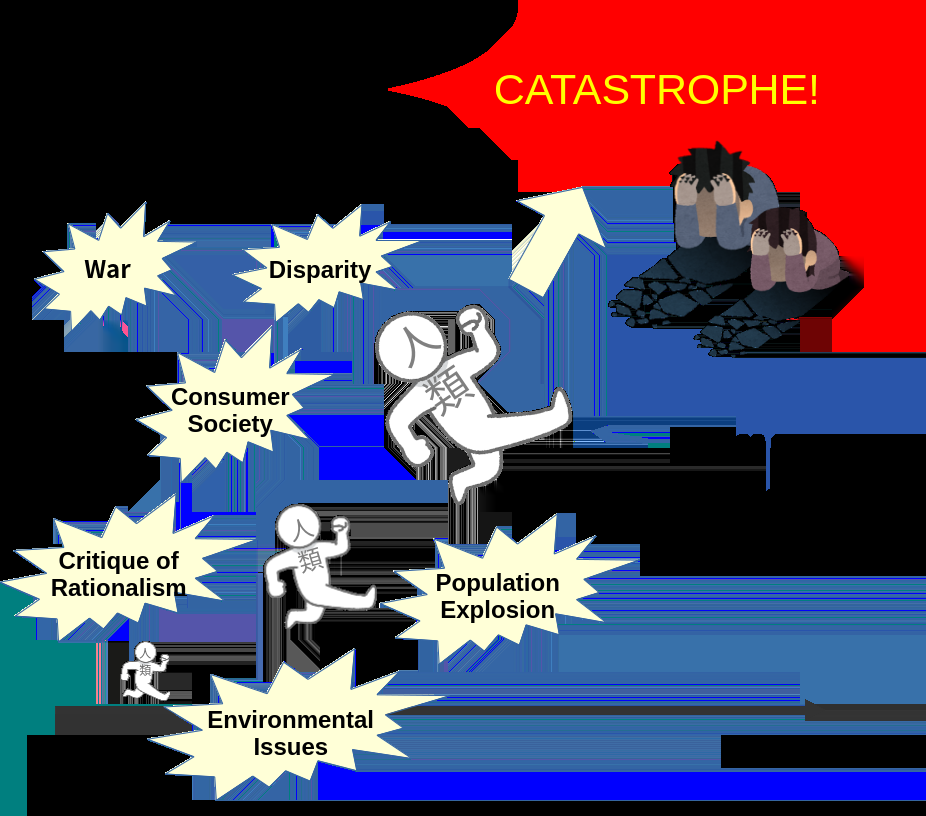 CATASTROPHE!
War
Disparity
人
類
Consumer
Society
人
類
Critique of
Rationalism
Population
Explosion
人
類
Environmental
Issues